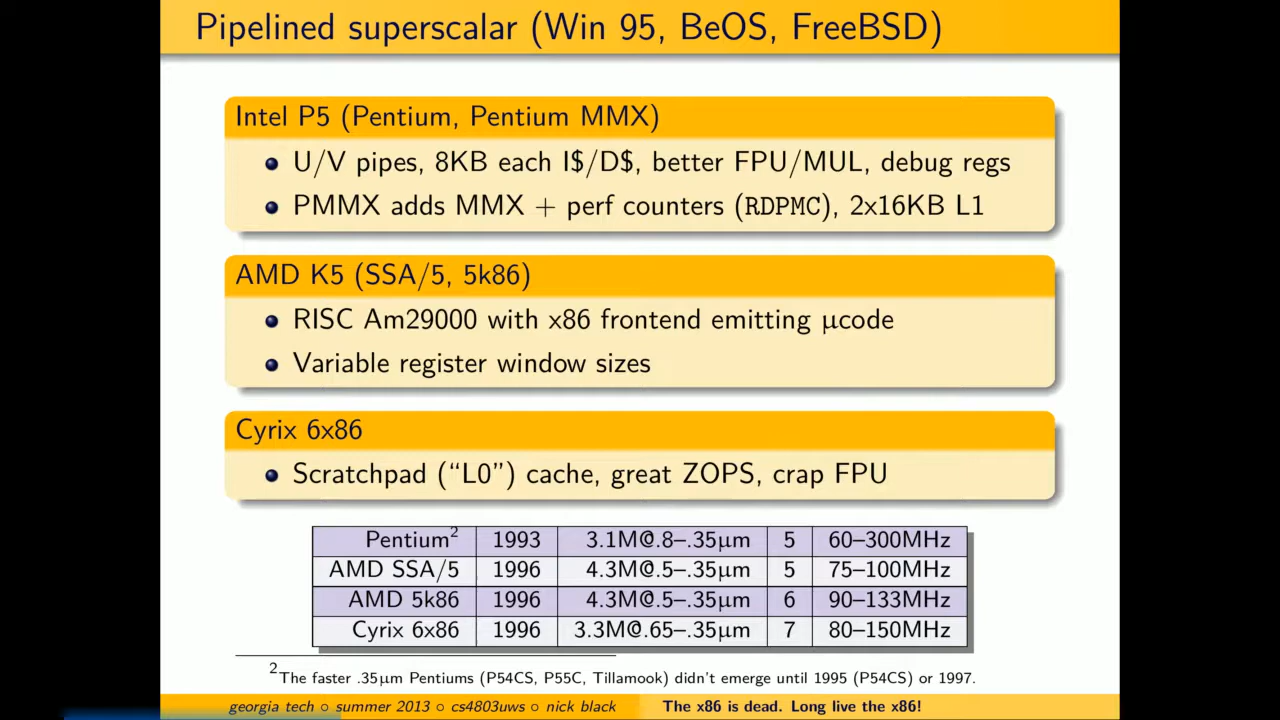 Pipelined superscalar (Win 95, BeOS, FreeBSD)
Intel P5 (Pentium, Pentium MMX)
U/V pipes, 8KB each I$/D$, better FPU/MUL, debug regs
PMMX adds MMX + perf counters (RDPMC), 2x16KB L1
AMD K5 (SSA/5, 5k86)
RISC Am29000 with x86 frontend emitting µcode
Variable register window sizes
Cyrix 6x86
Scratchpad (“L0”) cache, great ZOPS, crap FPU
Pentium² 1993 3.1M@.8–.35µm 5 60–300MHz
AMD SSA/5 1996 4.3M@.5–.35µm 5 75–100MHz
AMD 5k86 1996 4.3M@.5–.35µm 6 90–133MHz
Cyrix 6x86 1996 3.3M@.65–.35µm 7 80–150MHz
²The faster .35µm Pentiums (P54CS, P55C, Tillamook) didn’t emerge until 1995 (P54CS) or 1997.
georgia tech ○ summer 2013 ○ cs4803uws ○ nick black The x86 is dead. Long live the x86!